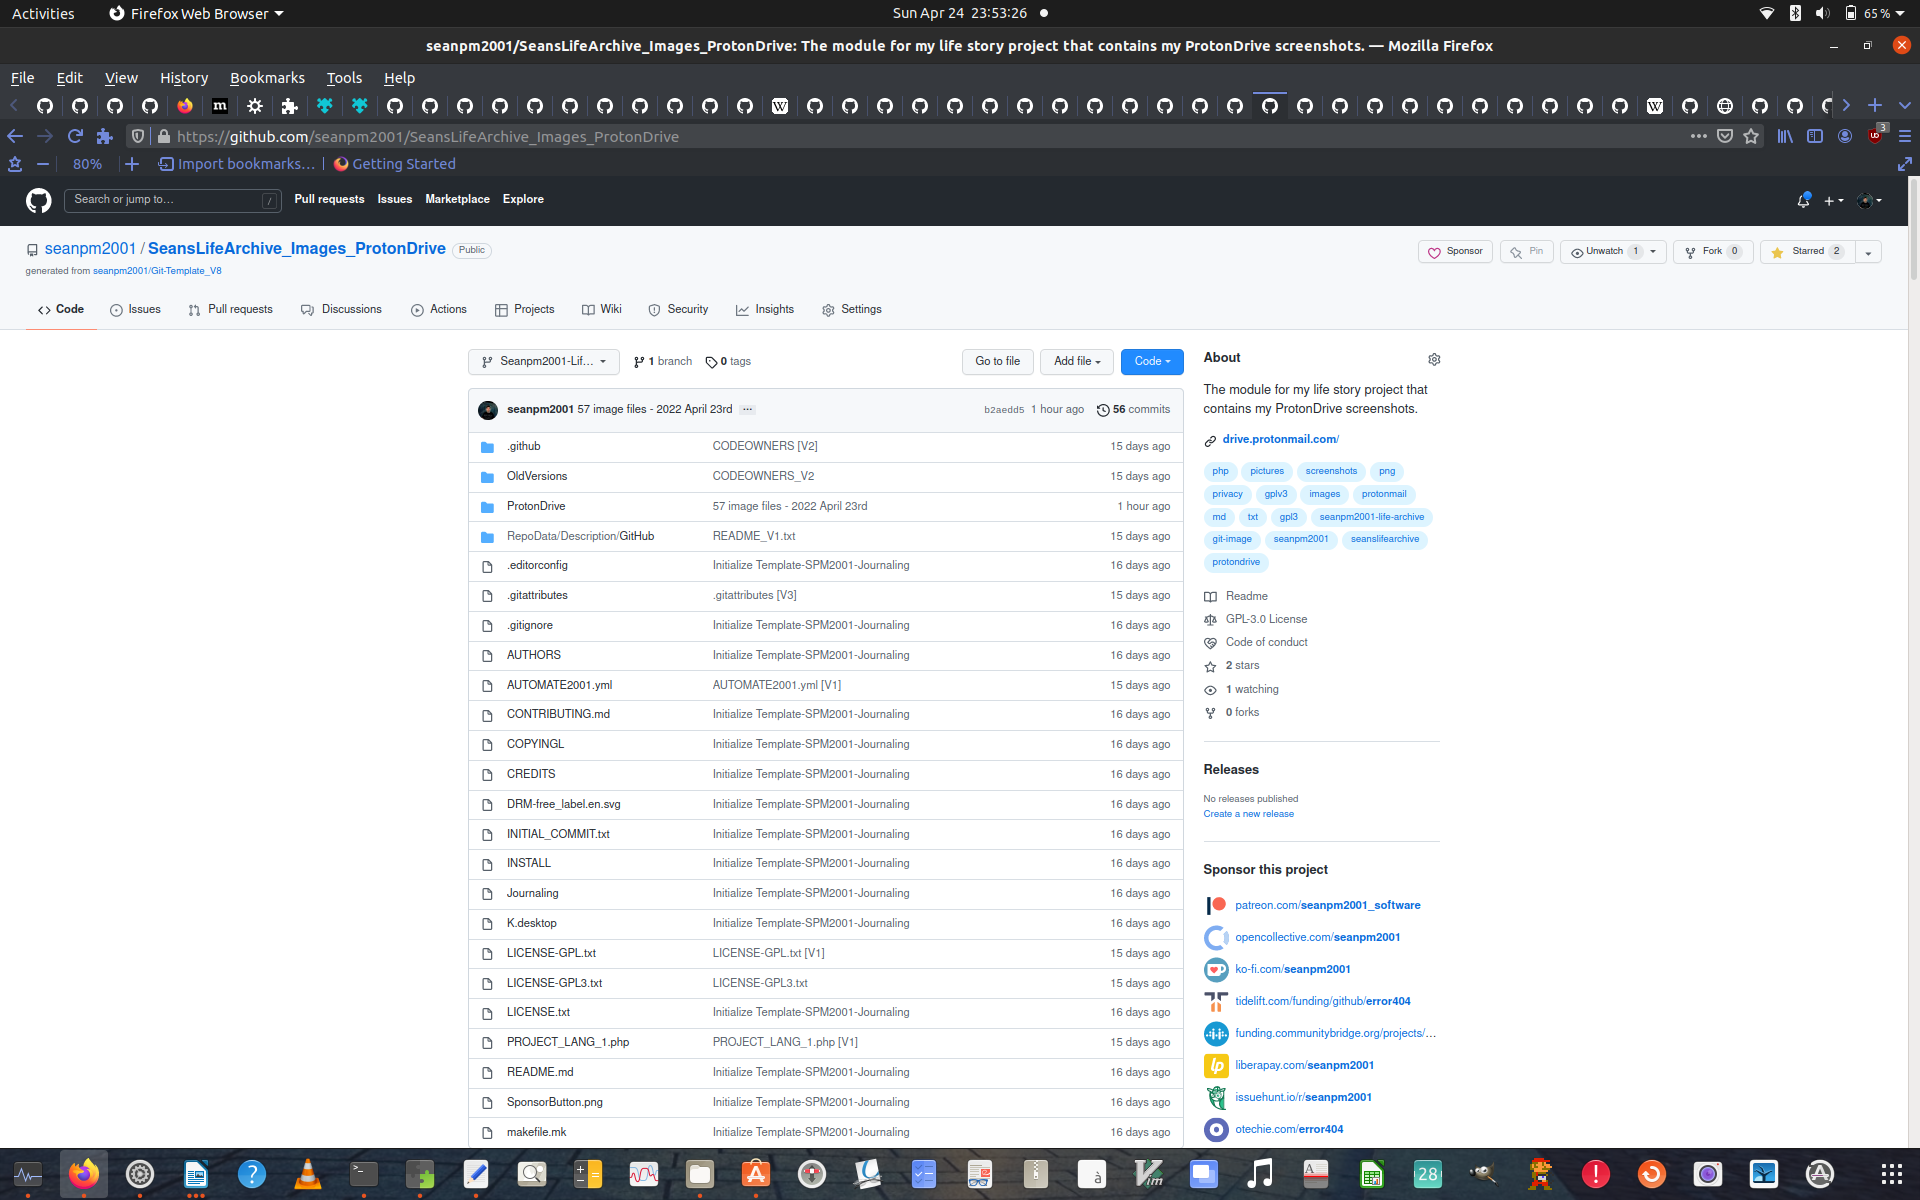 Activities Firefox Web Browser Sun Apr 24 23:53:26 65 %
seanpm2001/SeansLifeArchive_Images_ProtonDrive: The module for my life story project that contains my ProtonDrive screenshots. — Mozilla Firefox
File Edit View History Bookmarks Tools Help
https://github.com/seanpm2001/SeansLifeArchive_Images_ProtonDrive 3
80% Import bookmarks... Getting Started
Search or jump to... / Pull requests Issues Marketplace Explore
seanpm2001 / SeansLifeArchive_Images_ProtonDrive Public Sponsor Pin Unwatch 1 Fork 0 Starred 2
generated from seanpm2001/Git-Template_V8
Code Issues Pull requests Discussions Actions Projects Wiki Security Insights Settings
Seanpm2001-Lif... 1 branch 0 tags Go to file Add file Code
seanpm2001 57 image files - 2022 April 23rd ... b2aedd5 1 hour ago 56 commits
.github CODEOWNERS [V2] 15 days ago
OldVersions CODEOWNERS_V2 15 days ago
ProtonDrive 57 image files - 2022 April 23rd 1 hour ago
RepoData/Description/GitHub README_V1.txt 15 days ago
.editorconfig Initialize Template-SPM2001-Journaling 16 days ago
.gitattributes .gitattributes [V3] 15 days ago
.gitignore Initialize Template-SPM2001-Journaling 16 days ago
AUTHORS Initialize Template-SPM2001-Journaling 16 days ago
AUTOMATE2001.yml AUTOMATE2001.yml [V1] 15 days ago
CONTRIBUTING.md Initialize Template-SPM2001-Journaling 16 days ago
COPYINGL Initialize Template-SPM2001-Journaling 16 days ago
CREDITS Initialize Template-SPM2001-Journaling 16 days ago
DRM-free_label.en.svg Initialize Template-SPM2001-Journaling 16 days ago
INITIAL_COMMIT.txt Initialize Template-SPM2001-Journaling 16 days ago
INSTALL Initialize Template-SPM2001-Journaling 16 days ago
Journaling Initialize Template-SPM2001-Journaling 16 days ago
K.desktop Initialize Template-SPM2001-Journaling 16 days ago
LICENSE-GPL.txt LICENSE-GPL.txt [V1] 15 days ago
LICENSE-GPL3.txt LICENSE-GPL3.txt 15 days ago
LICENSE.txt Initialize Template-SPM2001-Journaling 16 days ago
PROJECT_LANG_1.php PROJECT_LANG_1.php [V1] 15 days ago
README.md Initialize Template-SPM2001-Journaling 16 days ago
SponsorButton.png Initialize Template-SPM2001-Journaling 16 days ago
makefile.mk Initialize Template-SPM2001-Journaling 16 days ago
About
The module for my life story project that
contains my ProtonDrive screenshots.
drive.protonmail.com/
php pictures screenshots png
privacy gplv3 images protonmail
md txt gpl3 seanpm2001-life-archive
git-image seanpm2001 seanslifearchive
protondrive
Readme
GPL-3.0 License
Code of conduct
2 stars
1 watching
0 forks
Releases
No releases published
Create a new release
Sponsor this project
patreon.com/seanpm2001_software
opencollective.com/seanpm2001
ko-fi.com/seanpm2001
tidelift.com/funding/github/error404
funding.communitybridge.org/projects/...
liberapay.com/seanpm2001
issuehunt.io/r/seanpm2001
otechie.com/error404
28